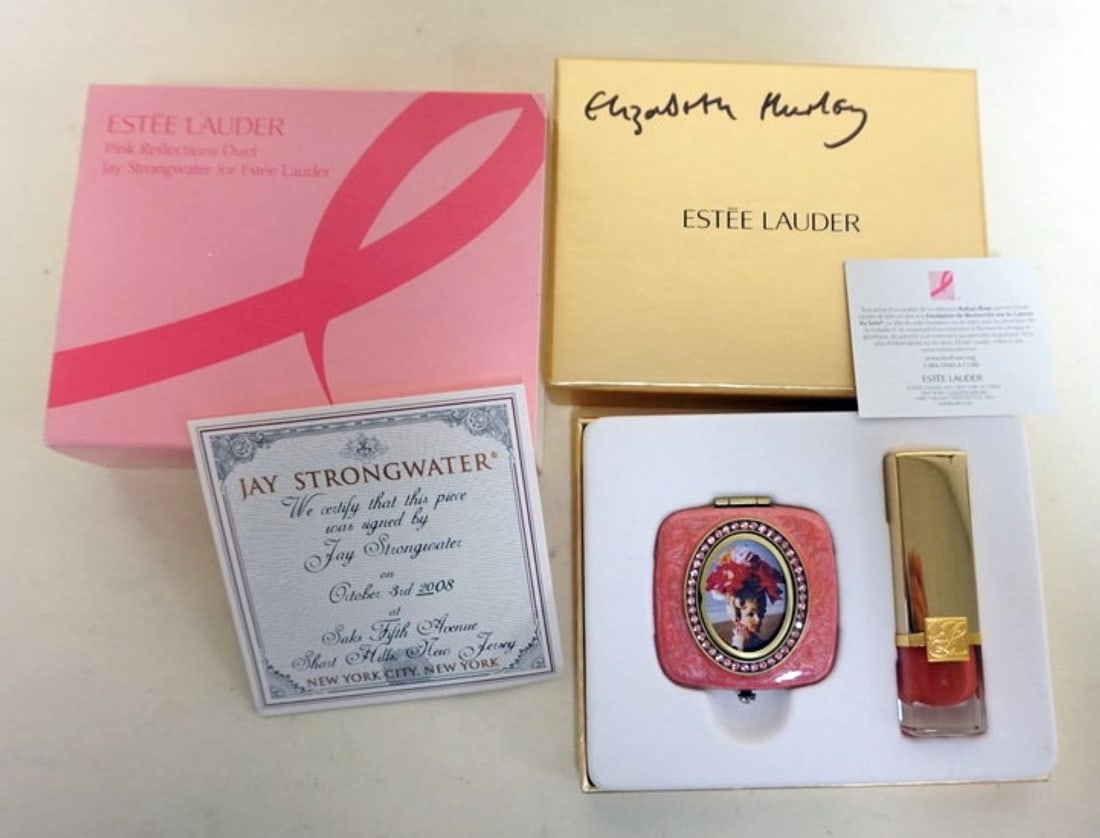 ESTĒE LAUDER
Pink Reflections Duet
Jay Strongwater for Estée Lauder
Elizabeth Hurley
ESTĒE LAUDER
ESTĒE LAUDER
JAY STRONGWATER®
We certify that this piece
was signed by
Jay Strongwater
on
October 3rd 2008
at
Saks Fifth Avenue
Short Hills, New Jersey
NEW YORK CITY, NEW YORK